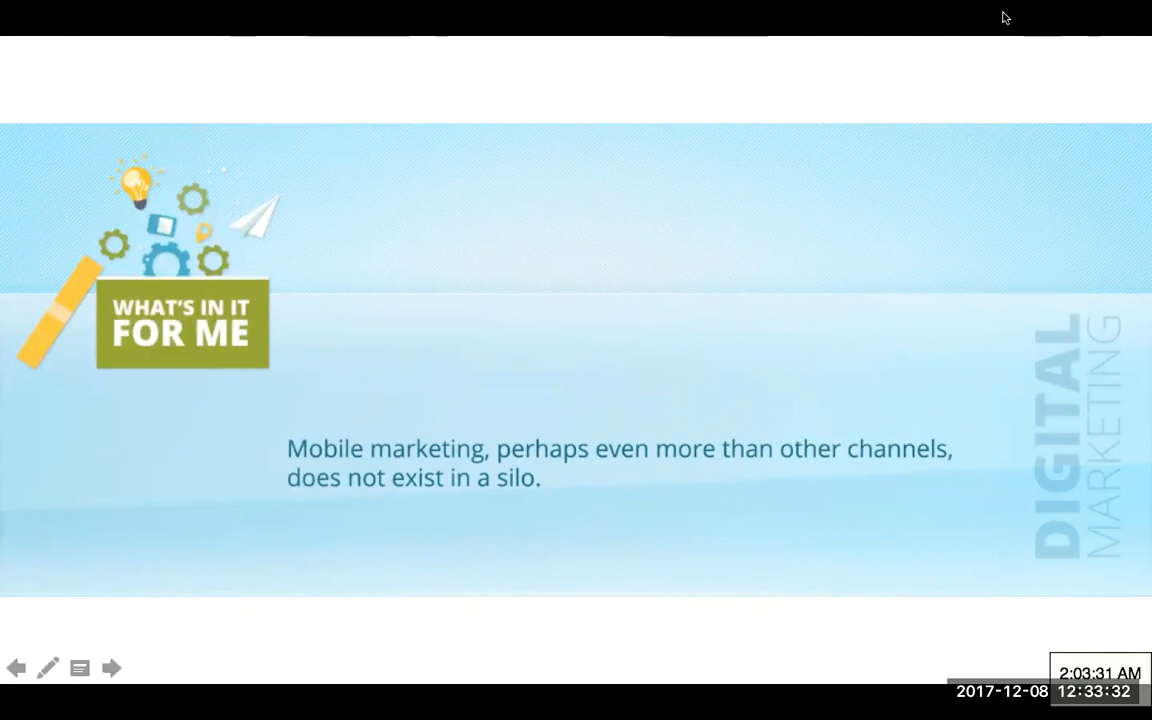 WHAT'S IN IT
FOR ME
Mobile marketing, perhaps even more than other channels,
does not exist in a silo.
DIGITAL
MARKETING
2:03:31 AM
2017-12-08 12:33:32